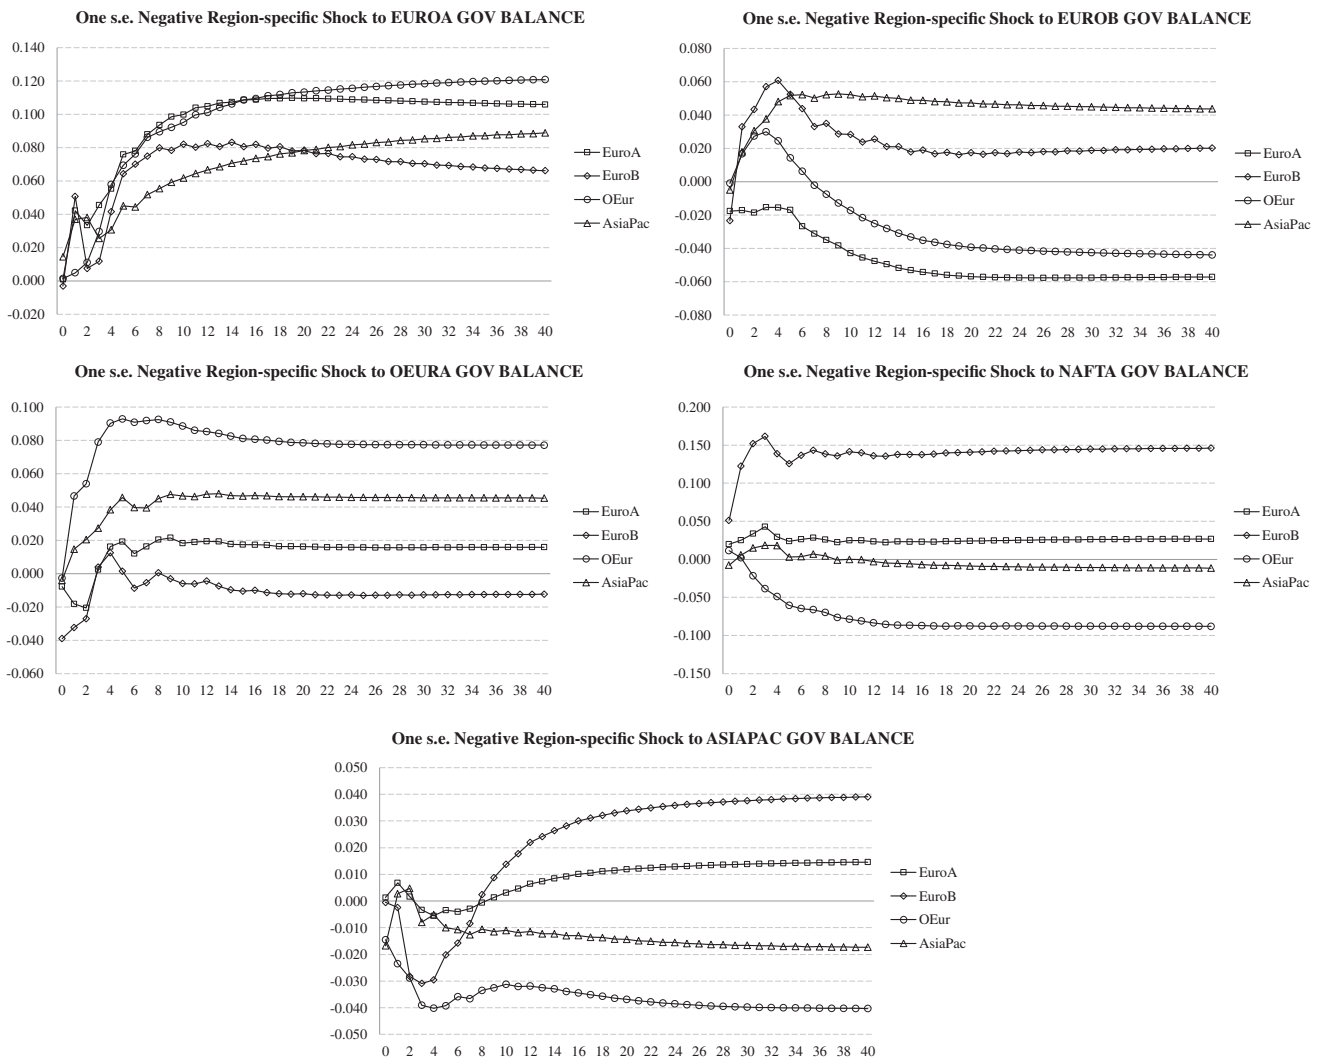 One s.e. Negative Region-specific Shock to EUROA GOV BALANCE
0.140
0.120
0.100
0.080
0.060
0.040
0.020
0.000
-0.020
0 2 4 6 8 10 12 14 16 18 20 22 24 26 28 30 32 34 36 38 40
EuroA
EuroB
OEur
AsiaPac
One s.e. Negative Region-specific Shock to EUROB GOV BALANCE
0.080
0.060
0.040
0.020
0.000
-0.020
-0.040
-0.060
-0.080
0 2 4 6 8 10 12 14 16 18 20 22 24 26 28 30 32 34 36 38 40
EuroA
EuroB
OEur
AsiaPac
One s.e. Negative Region-specific Shock to OEURA GOV BALANCE
0.100
0.080
0.060
0.040
0.020
0.000
-0.020
-0.040
-0.060
0 2 4 6 8 10 12 14 16 18 20 22 24 26 28 30 32 34 36 38 40
EuroA
EuroB
OEur
AsiaPac
One s.e. Negative Region-specific Shock to NAFTA GOV BALANCE
0.200
0.150
0.100
0.050
0.000
-0.050
-0.100
-0.150
0 2 4 6 8 10 12 14 16 18 20 22 24 26 28 30 32 34 36 38 40
EuroA
EuroB
OEur
AsiaPac
One s.e. Negative Region-specific Shock to ASIAPAC GOV BALANCE
0.050
0.040
0.030
0.020
0.010
0.000
-0.010
-0.020
-0.030
-0.040
-0.050
0 2 4 6 8 10 12 14 16 18 20 22 24 26 28 30 32 34 36 38 40
EuroA
EuroB
OEur
AsiaPac